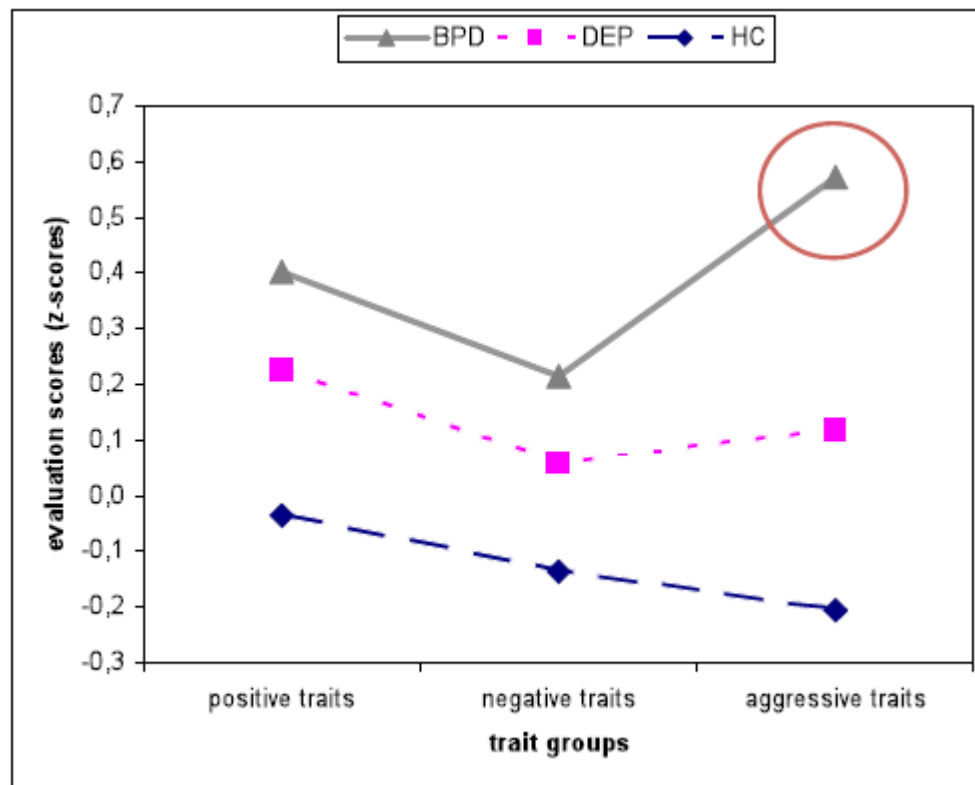 BPD DEP HC
0,7
0,6
0,5
0,4
0,3
0,2
0,1
0,0
-0,1
-0,2
-0,3
evaluation scores (z-scores)
positive traits negative traits aggressive traits
trait groups